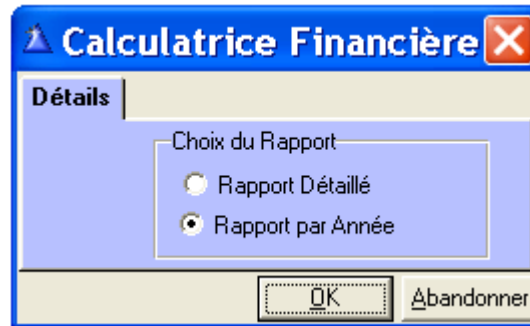 Calculatrice Financière
Détails
Choix du Rapport
Rapport Détaillé
Rapport par Année
OK Abandonner